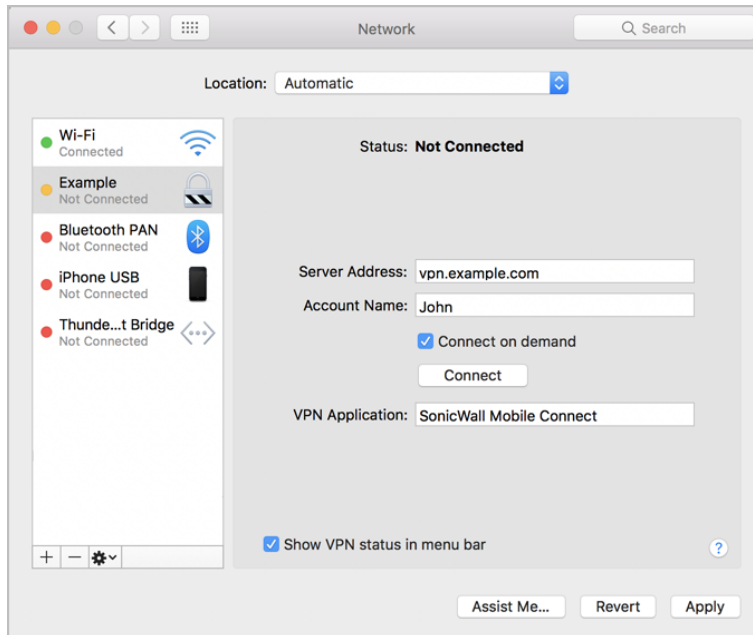 Network
Search
Location: Automatic
Wi-Fi
Connected
Example
Not Connected
Bluetooth PAN
Not Connected
iPhone USB
Not Connected
Thunde...t Bridge
Not Connected
Status: Not Connected
Server Address: vpn.example.com
Account Name: John
Connect on demand
Connect
VPN Application: SonicWall Mobile Connect
Show VPN status in menu bar
?
Assist Me... Revert Apply